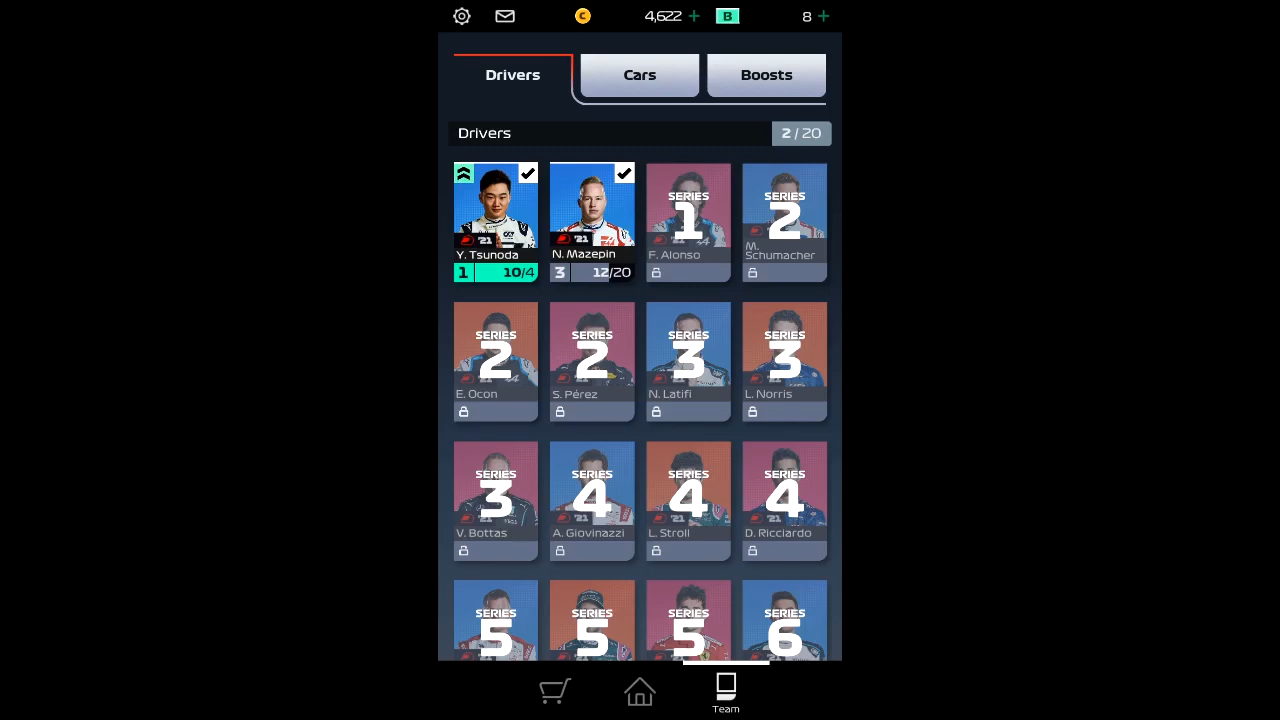 C 4,622 + B 8 +
Drivers Cars Boosts
Drivers 2 / 20
'21 '21 SERIES 1 SERIES 2
Y. Tsunoda N. Mazepin F. Alonso M. Schumacher
1 10/4 3 12/20
SERIES 2 SERIES 2 SERIES 3 SERIES 3
E. Ocon S. Pérez N. Latifi L. Norris
SERIES 3 SERIES 4 SERIES 4 SERIES 4
V. Bottas A. Giovinazzi L. Stroll D. Ricciardo
SERIES 5 SERIES 5 SERIES 5 SERIES 6
Team